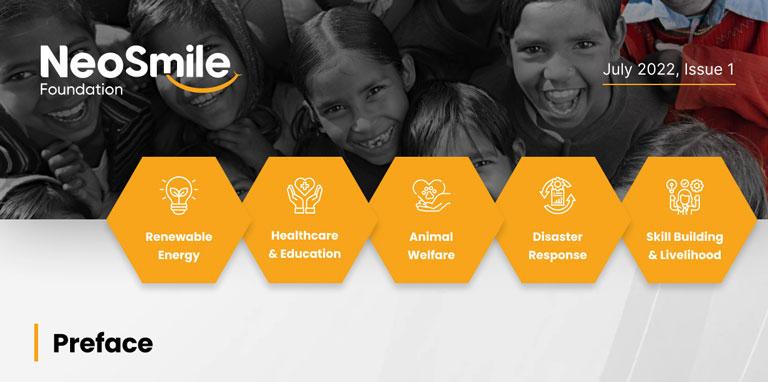 NeoSmile
Foundation
July 2022, Issue 1
Renewable
Energy
Healthcare
& Education
Animal
Welfare
Disaster
Response
Skill Building
& Livelihood
Preface